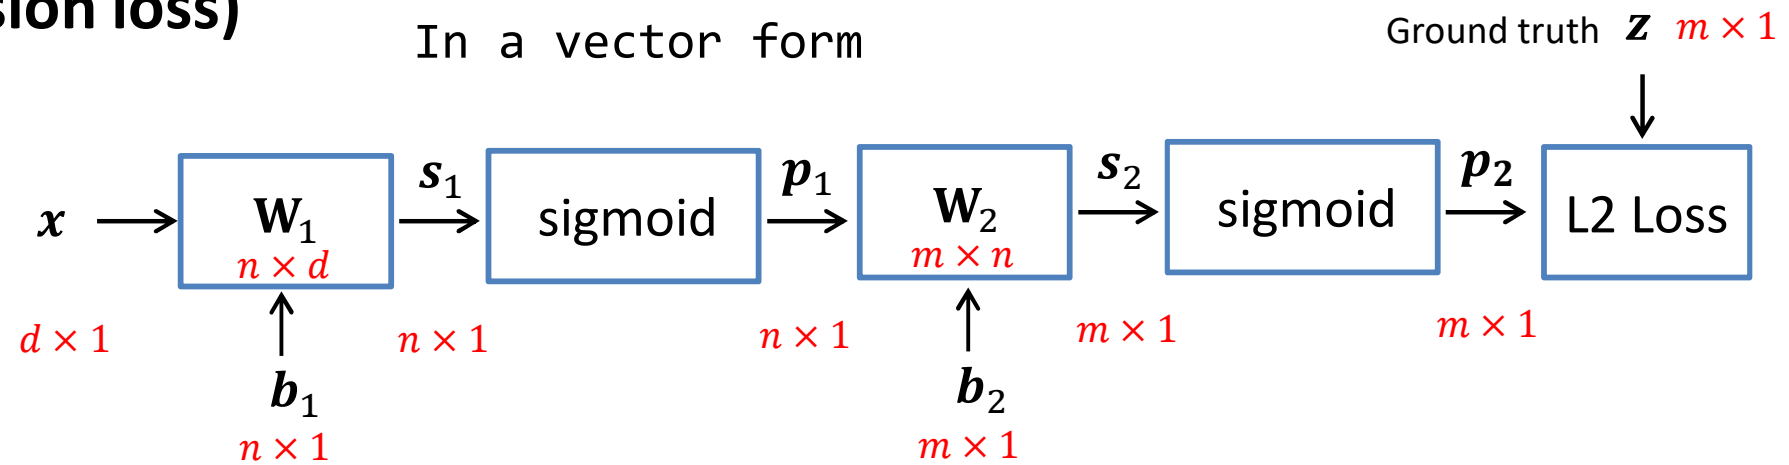 sion loss)
In a vector form
Ground truth z m × 1
x
W₁
n × d
s₁
sigmoid
p₁
W₂
m × n
s₂
sigmoid
p₂
L2 Loss
d × 1
n × 1
n × 1
m × 1
m × 1
b₁
n × 1
b₂
m × 1